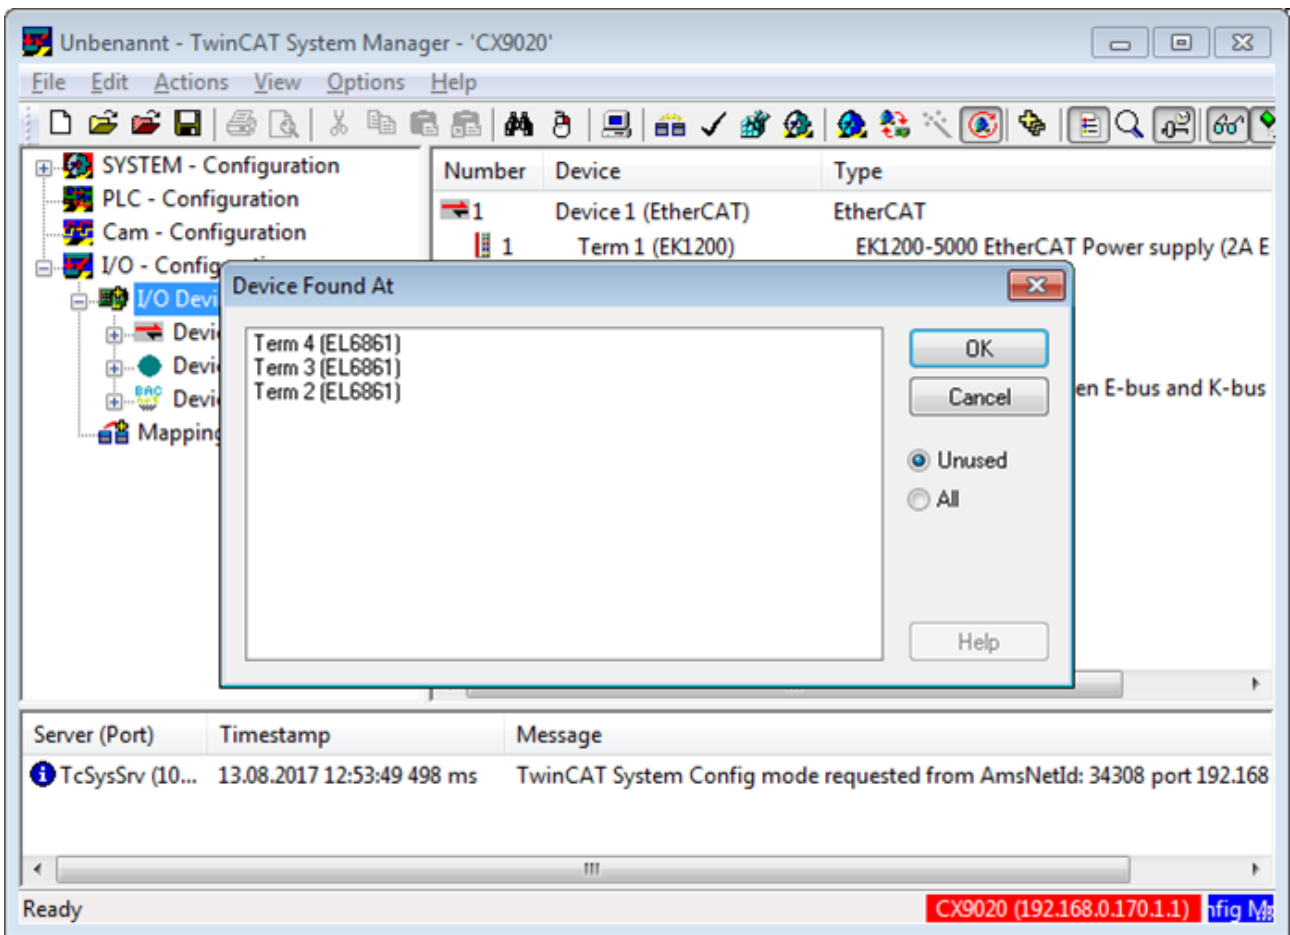 Unbenannt - TwinCAT System Manager - 'CX9020'
File Edit Actions View Options Help
SYSTEM - Configuration
PLC - Configuration
Cam - Configuration
I/O - Config
I/O Devi
Devi
Devi
BAC Devi
Mapping
Number Device Type
1 Device 1 (EtherCAT) EtherCAT
1 Term 1 (EK1200) EK1200-5000 EtherCAT Power supply (2A E
en E-bus and K-bus
Device Found At
Term 4 (EL6861)
Term 3 (EL6861)
Term 2 (EL6861)
OK
Cancel
Unused
All
Help
Server (Port) Timestamp Message
TcSysSrv (10... 13.08.2017 12:53:49 498 ms TwinCAT System Config mode requested from AmsNetId: 34308 port 192.168
Ready CX9020 (192.168.0.170.1.1) nfig M